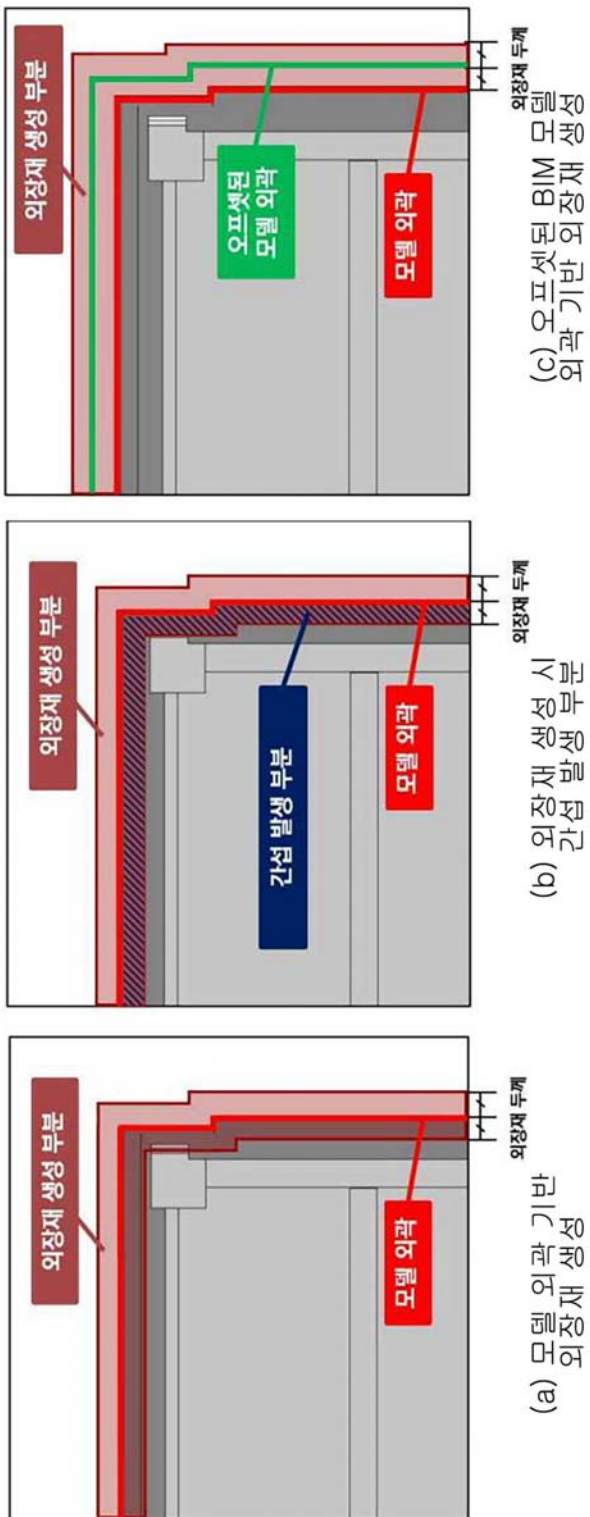 외장재 생성 부분
모델 외곽
외장재 두께
(a) 모델 외곽 기반
외장재 생성
외장재 생성 부분
간섭 발생 부분
모델 외곽
외장재 두께
(b) 외장재 생성 시
간섭 발생 부분
외장재 생성 부분
오프셋된
모델 외곽
모델 외곽
외장재 두께
(c) 오프셋된 BIM 모델
외곽 기반 외장재 생성